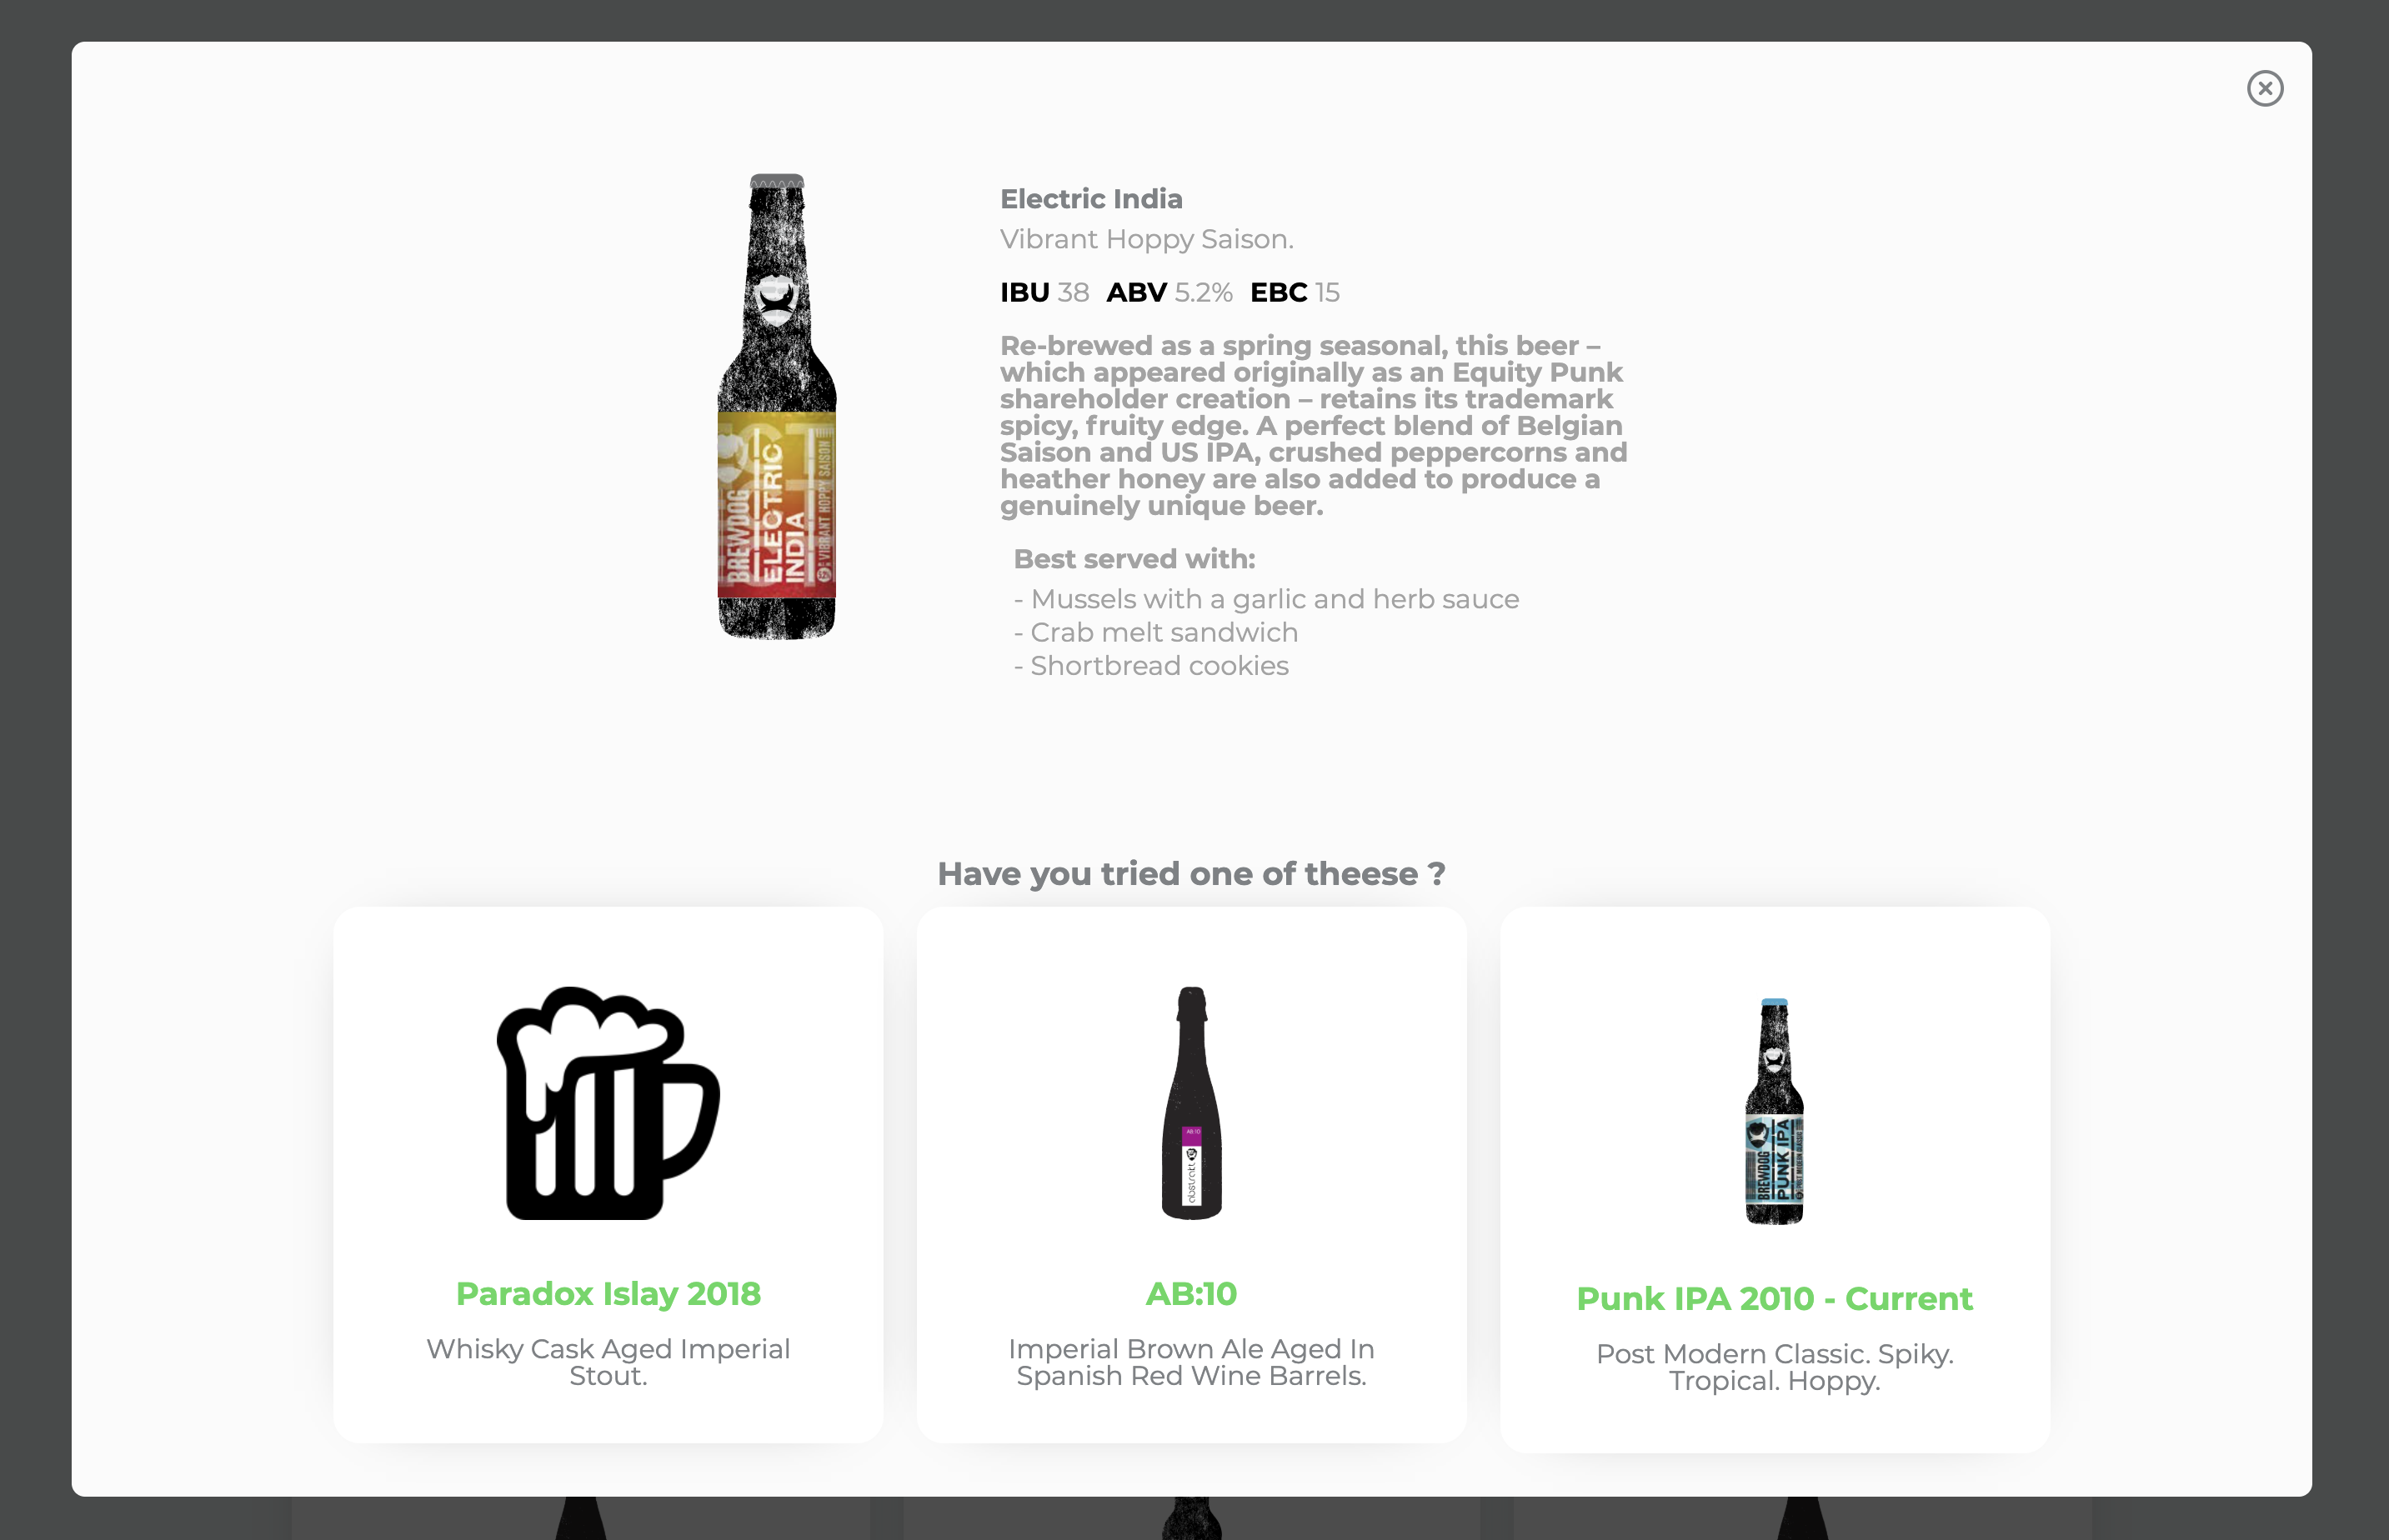 Electric India
Vibrant Hoppy Saison.
IBU 38 ABV 5.2% EBC 15
Re-brewed as a spring seasonal, this beer –
which appeared originally as an Equity Punk
shareholder creation – retains its trademark
spicy, fruity edge. A perfect blend of Belgian
Saison and US IPA, crushed peppercorns and
heather honey are also added to produce a
genuinely unique beer.
BREWDOG
ELECTRIC
INDIA
VIBRANT HOPPY SAISON
Best served with:
- Mussels with a garlic and herb sauce
- Crab melt sandwich
- Shortbread cookies
Have you tried one of theese ?
Paradox Islay 2018
Whisky Cask Aged Imperial
Stout.
AB:10
abstrakt
AB:10
Imperial Brown Ale Aged In
Spanish Red Wine Barrels.
BREWDOG
PUNK IPA
Punk IPA 2010 - Current
Post Modern Classic. Spiky.
Tropical. Hoppy.